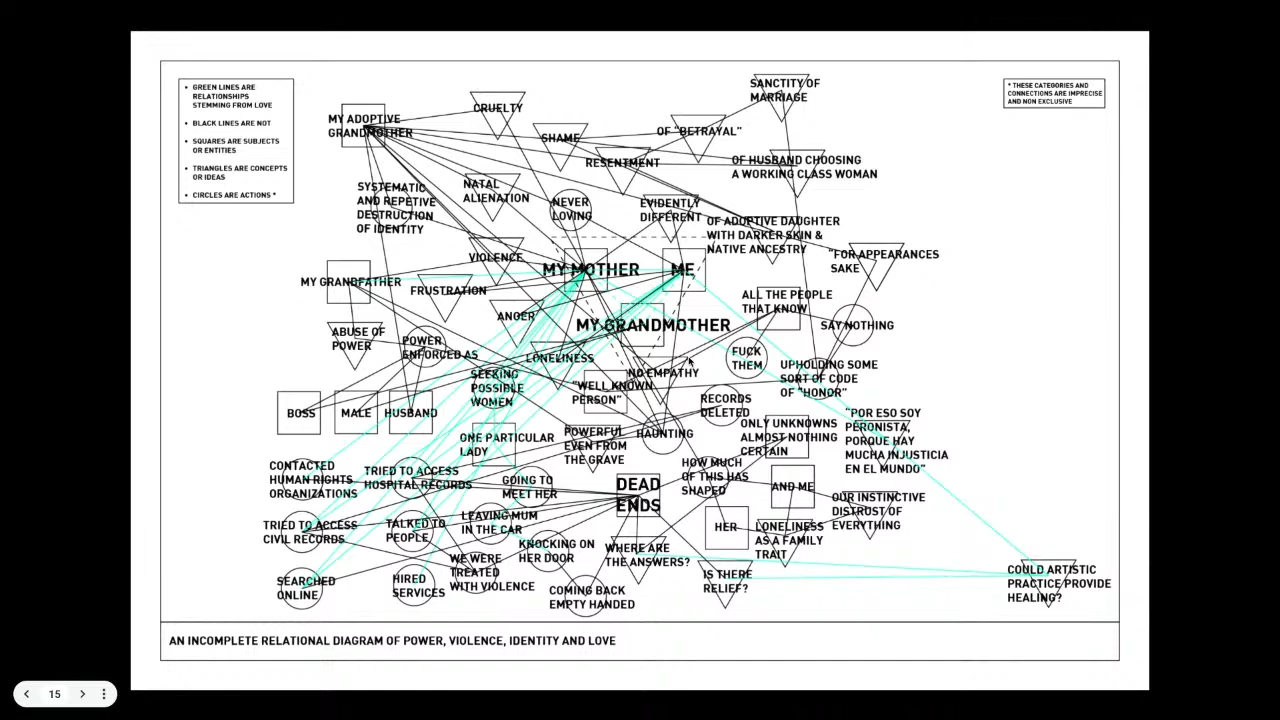 • GREEN LINES ARE
RELATIONSHIPS
STEMMING FROM LOVE
• BLACK LINES ARE NOT
• SQUARES ARE SUBJECTS
OR ENTITIES
• TRIANGLES ARE CONCEPTS
OR IDEAS
• CIRCLES ARE ACTIONS *
* THESE CATEGORIES AND
CONNECTIONS ARE IMPRECISE
AND NON EXCLUSIVE
MY ADOPTIVE
GRANDMOTHER
CRUELTY
SHAME
RESENTMENT
OF "BETRAYAL"
SANCTITY OF
MARRIAGE
OF HUSBAND CHOOSING
A WORKING CLASS WOMAN
SYSTEMATIC
AND REPETIVE
DESTRUCTION
OF IDENTITY
NATAL
ALIENATION
NEVER
LOVING
EVIDENTLY
DIFFERENT
OF ADOPTIVE DAUGHTER
WITH DARKER SKIN &
NATIVE ANCESTRY
"FOR APPEARANCES
SAKE
VIOLENCE
MY MOTHER
ME
MY GRANDFATHER
FRUSTRATION
ANGER
MY GRANDMOTHER
ALL THE PEOPLE
THAT KNOW
SAY NOTHING
ABUSE OF
POWER
POWER
ENFORCED AS
LONELINESS
NO EMPATHY
FUCK
THEM
UPHOLDING SOME
SORT OF CODE
OF "HONOR"
SEEKING
POSSIBLE
WOMEN
"WELL KNOWN
PERSON"
BOSS
MALE
HUSBAND
RECORDS
DELETED
ONE PARTICULAR
LADY
POWERFUL
EVEN FROM
THE GRAVE
HAUNTING
ONLY UNKNOWNS
ALMOST NOTHING
CERTAIN
"POR ESO SOY
PERONISTA,
PORQUE HAY
MUCHA INJUSTICIA
EN EL MUNDO"
CONTACTED
HUMAN RIGHTS
ORGANIZATIONS
TRIED TO ACCESS
HOSPITAL RECORDS
GOING TO
MEET HER
DEAD
ENDS
HOW MUCH
OF THIS HAS
SHAPED
AND ME
OUR INSTINCTIVE
DISTRUST OF
EVERYTHING
TRIED TO ACCESS
CIVIL RECORDS
TALKED TO
PEOPLE
LEAVING MUM
IN THE CAR
HER
LONELINESS
AS A FAMILY
TRAIT
KNOCKING ON
HER DOOR
WHERE ARE
THE ANSWERS?
WE WERE
TREATED
WITH VIOLENCE
SEARCHED
ONLINE
HIRED
SERVICES
COMING BACK
EMPTY HANDED
IS THERE
RELIEF?
COULD ARTISTIC
PRACTICE PROVIDE
HEALING?
AN INCOMPLETE RELATIONAL DIAGRAM OF POWER, VIOLENCE, IDENTITY AND LOVE
15